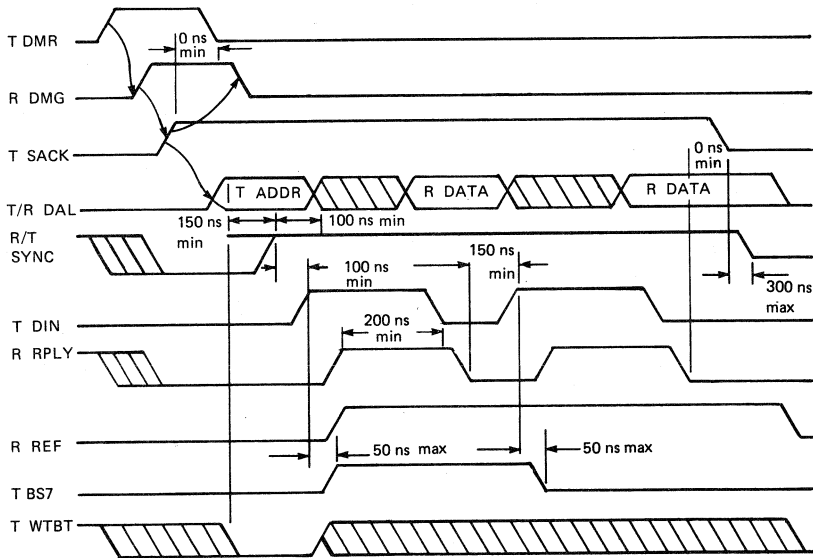 T DMR
0 ns
min
R DMG
T SACK
0 ns
min
T ADDR
R DATA
R DATA
T/R DAL
150 ns
min
100 ns min
R/T
SYNC
100 ns
min
150 ns
min
300 ns
max
T DIN
200 ns
min
R RPLY
R REF
50 ns max
50 ns max
T BS7
T WTBT